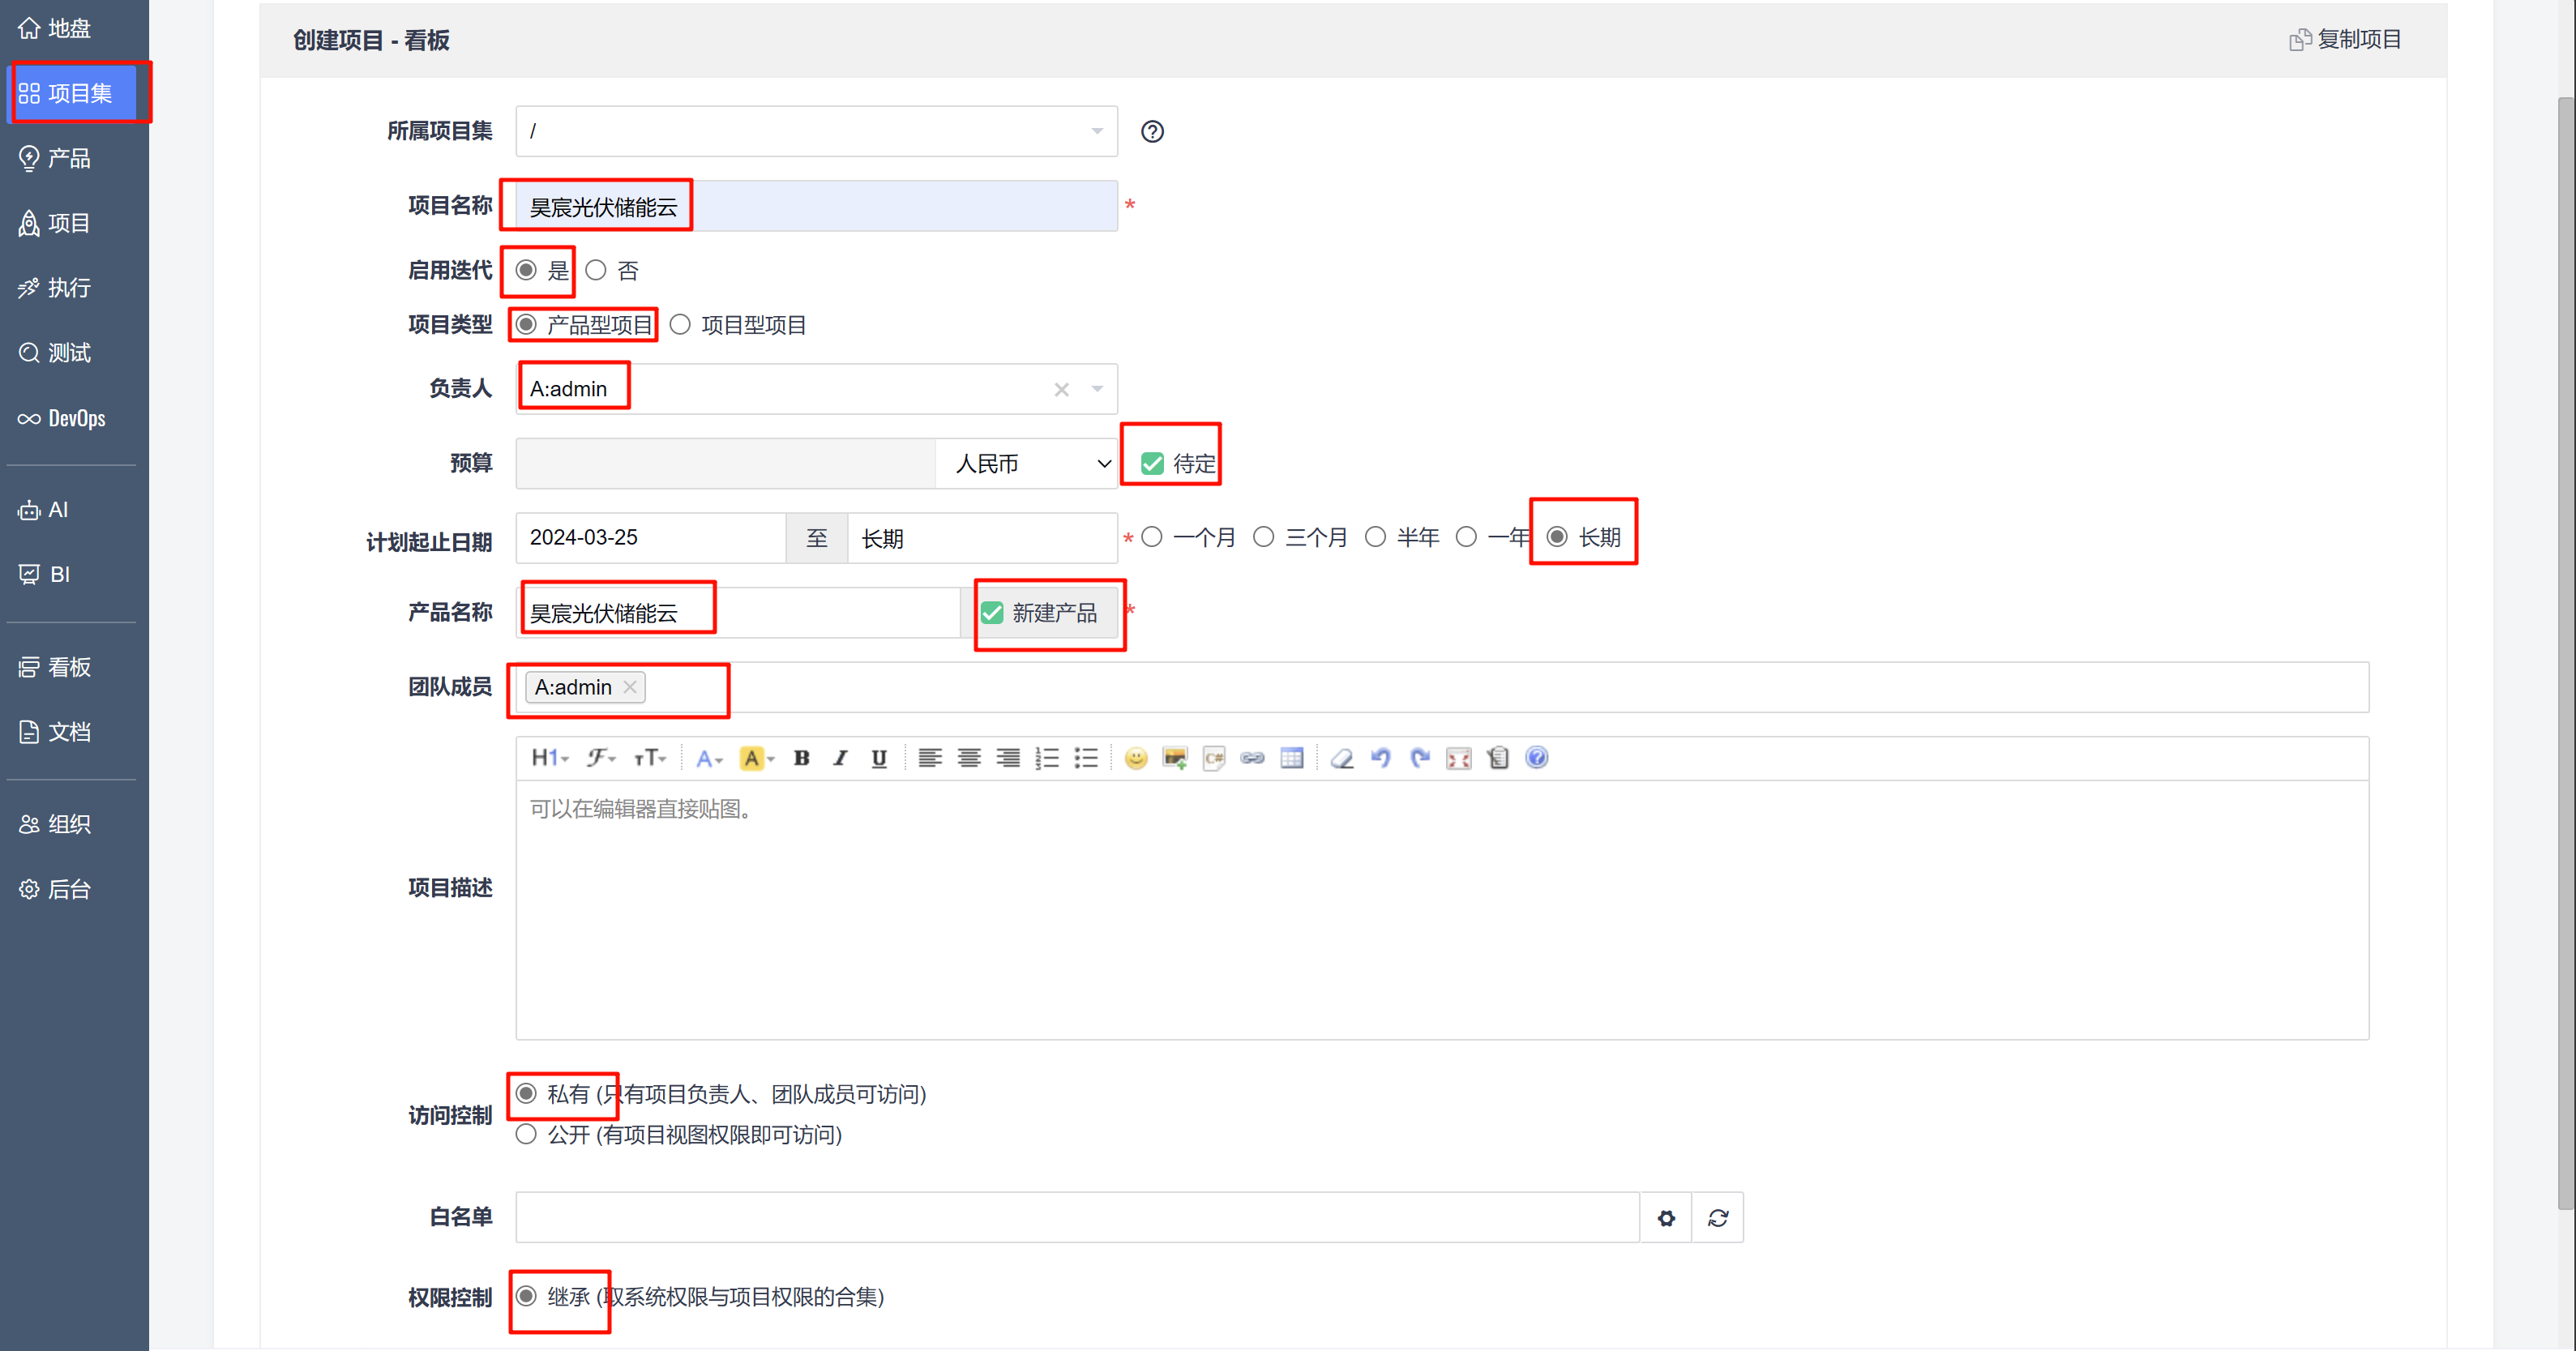 地盘
项目集
产品
项目
执行
测试
DevOps
AI
BI
看板
文档
组织
后台
创建项目 - 看板
复制项目
所属项目集 /
项目名称 昊宸光伏储能云 *
启用迭代 是 否
项目类型 产品型项目 项目型项目
负责人 A:admin
预算 人民币 待定
计划起止日期 2024-03-25 至 长期 * 一个月 三个月 半年 一年 长期
产品名称 昊宸光伏储能云 新建产品 *
团队成员 A:admin
H1 F TT A A B I U
项目描述
可以在编辑器直接贴图。
访问控制
私有 (只有项目负责人、团队成员可访问)
公开 (有项目视图权限即可访问)
白名单
权限控制 继承 (取系统权限与项目权限的合集)